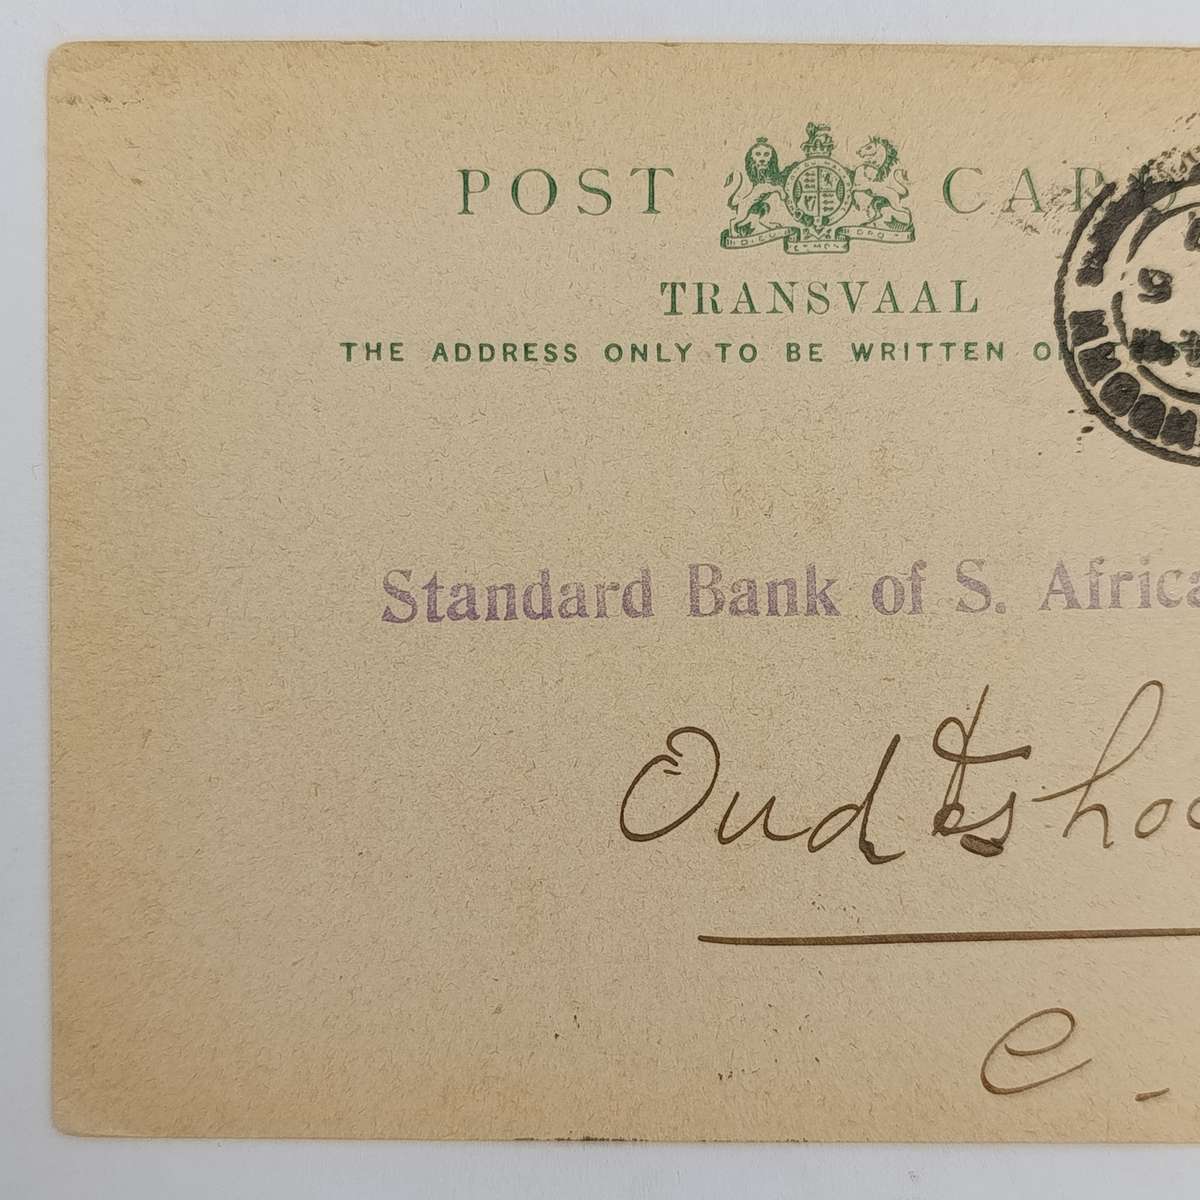 POST CARD
TRANSVAAL
THE ADDRESS ONLY TO BE WRITTEN
Standard Bank of S. Africa
Oudtshoo
e.